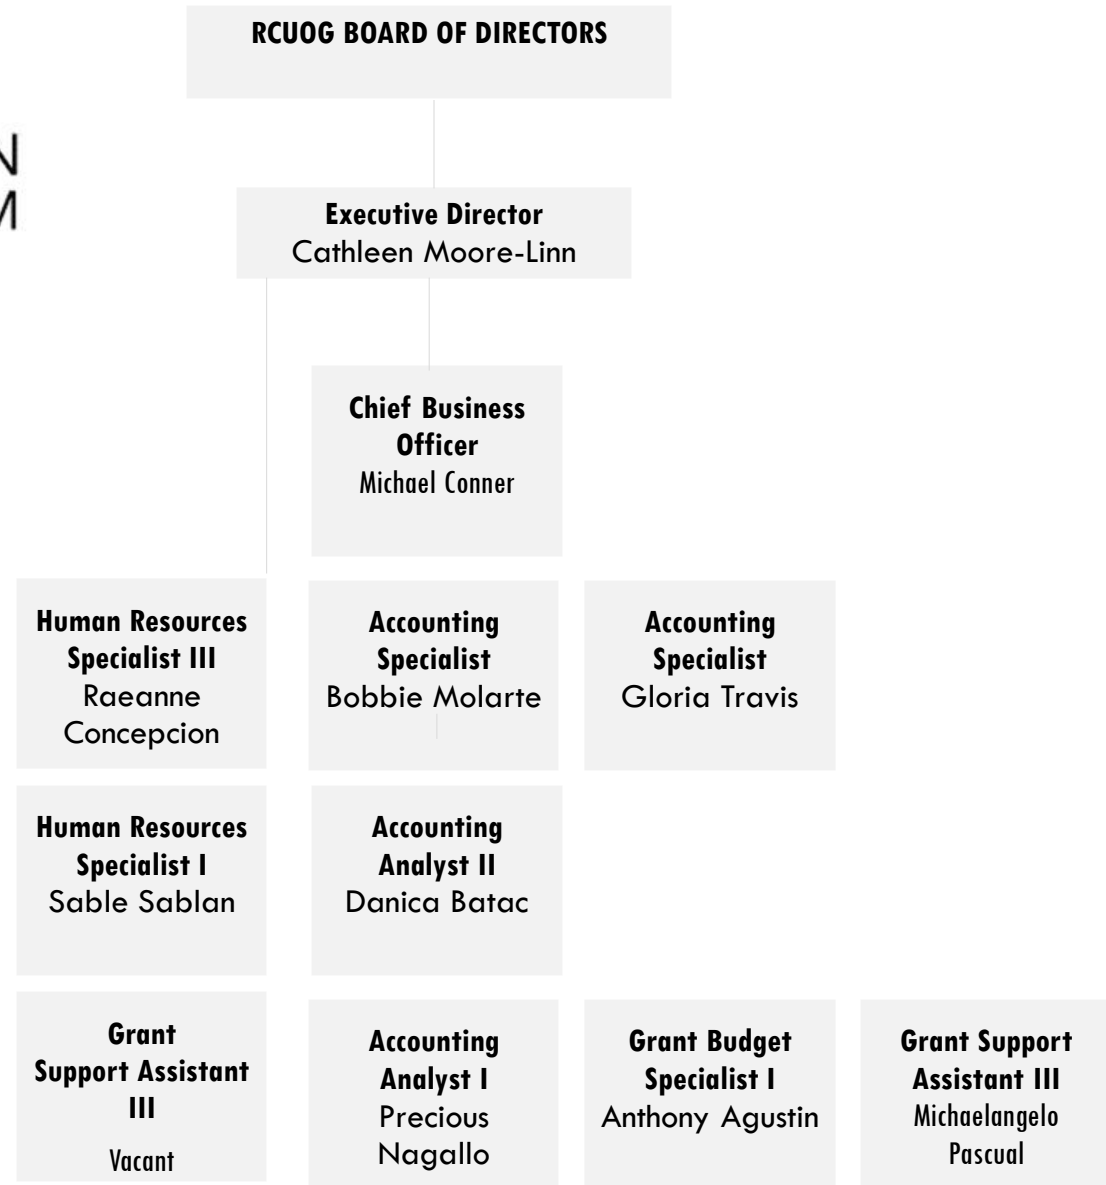 RCUOG BOARD OF DIRECTORS
N
M
Executive Director
Cathleen Moore-Linn
Chief Business
Officer
Michael Conner
Human Resources
Specialist III
Raeanne
Concepcion
Accounting
Specialist
Bobbie Molarte
Accounting
Specialist
Gloria Travis
Human Resources
Specialist I
Sable Sablan
Accounting
Analyst II
Danica Batac
Grant
Support Assistant
III
Vacant
Accounting
Analyst I
Precious
Nagallo
Grant Budget
Specialist I
Anthony Agustin
Grant Support
Assistant III
Michaelangelo
Pascual